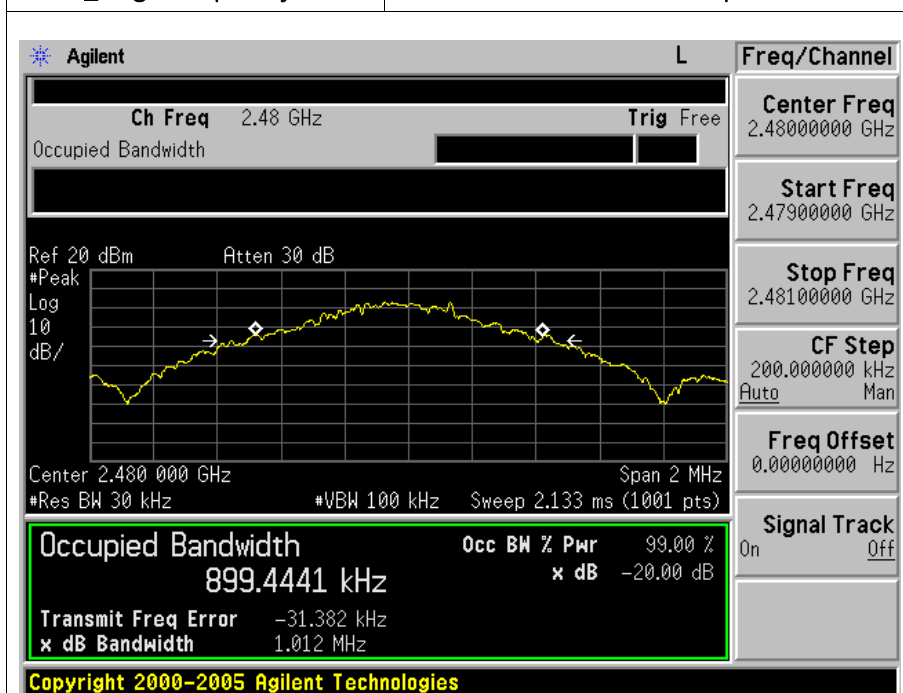 Agilent L
Ch Freq 2.48 GHz Trig Free
Occupied Bandwidth
Ref 20 dBm Atten 30 dB
#Peak
Log
10
dB/
Center 2.480 000 GHz Span 2 MHz
#Res BW 30 kHz #VBW 100 kHz Sweep 2.133 ms (1001 pts)
Occupied Bandwidth Occ BW % Pwr 99.00 %
899.4441 kHz x dB -20.00 dB
Transmit Freq Error -31.382 kHz
x dB Bandwidth 1.012 MHz
Copyright 2000-2005 Agilent Technologies
Freq/Channel
Center Freq
2.48000000 GHz
Start Freq
2.47900000 GHz
Stop Freq
2.48100000 GHz
CF Step
200.000000 kHz
Auto Man
Freq Offset
0.00000000 Hz
Signal Track
On Off